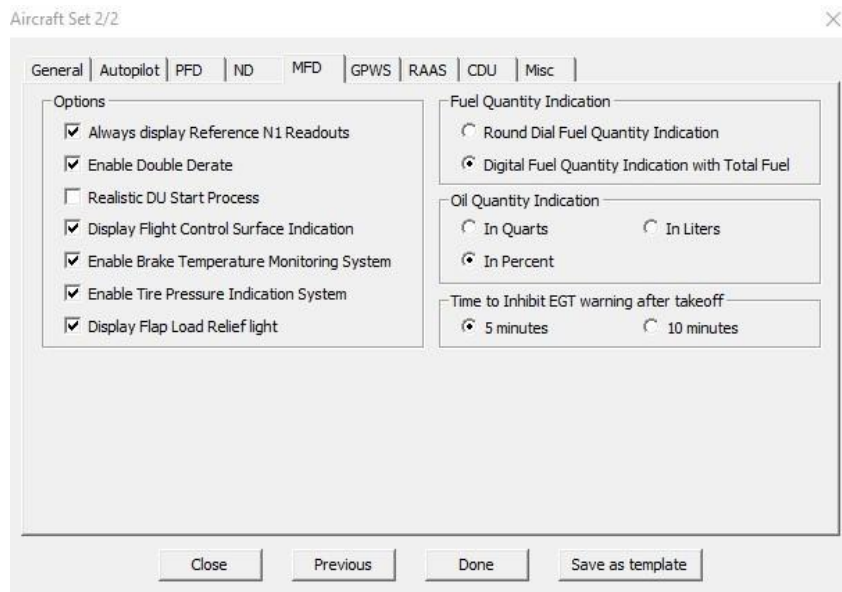 Aircraft Set 2/2
General Autopilot PFD ND MFD GPWS RAAS CDU Misc
Options
Always display Reference N1 Readouts
Enable Double Derate
Realistic DU Start Process
Display Flight Control Surface Indication
Enable Brake Temperature Monitoring System
Enable Tire Pressure Indication System
Display Flap Load Relief light
Fuel Quantity Indication
Round Dial Fuel Quantity Indication
Digital Fuel Quantity Indication with Total Fuel
Oil Quantity Indication
In Quarts In Liters
In Percent
Time to Inhibit EGT warning after takeoff
5 minutes 10 minutes
Close Previous Done Save as template